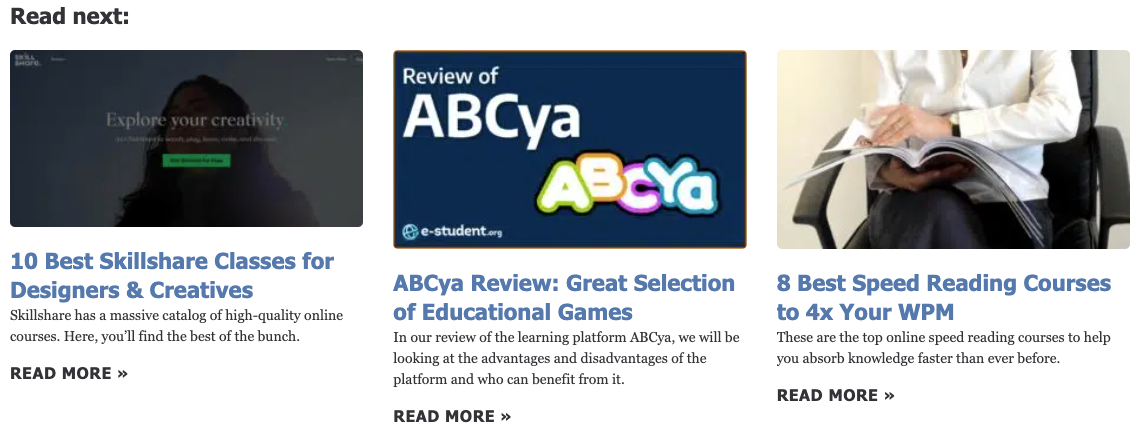 Read next:
SKILL
SHARE.
Explore your creativity
Review of
ABCya
ABCYa
e-student.org
10 Best Skillshare Classes for
Designers & Creatives
Skillshare has a massive catalog of high-quality online
courses. Here, you’ll find the best of the bunch.
READ MORE »
ABCya Review: Great Selection
of Educational Games
In our review of the learning platform ABCya, we will be
looking at the advantages and disadvantages of the
platform and who can benefit from it.
READ MORE »
8 Best Speed Reading Courses
to 4x Your WPM
These are the top online speed reading courses to help
you absorb knowledge faster than ever before.
READ MORE »